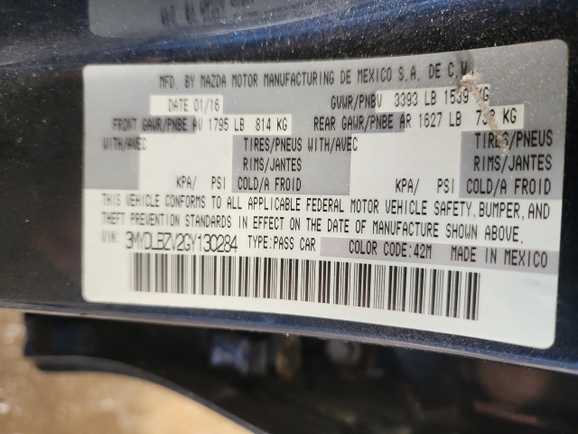 MFD. BY MAZDA MOTOR MANUFACTURING DE MEXICO S.A. DE C.V.
DATE 01/16 GVWR/PNBV 3393 LB 1539 KG
FRONT GAWR/PNBE AV 1795 LB 814 KG REAR GAWR/PNBE AR 1627 LB 738 KG
WITH/AVEC TIRES/PNEUS WITH/AVEC TIRES/PNEUS
RIMS/JANTES RIMS/JANTES
KPA/ PSI COLD/A FROID KPA/ PSI COLD/A FROID
THIS VEHICLE CONFORMS TO ALL APPLICABLE FEDERAL MOTOR VEHICLE SAFETY, BUMPER, AND
THEFT PREVENTION STANDARDS IN EFFECT ON THE DATE OF MANUFACTURE SHOWN ABOVE.
VIN: 3MYDLBZV2GY130284 TYPE:PASS CAR COLOR CODE:42M MADE IN MEXICO